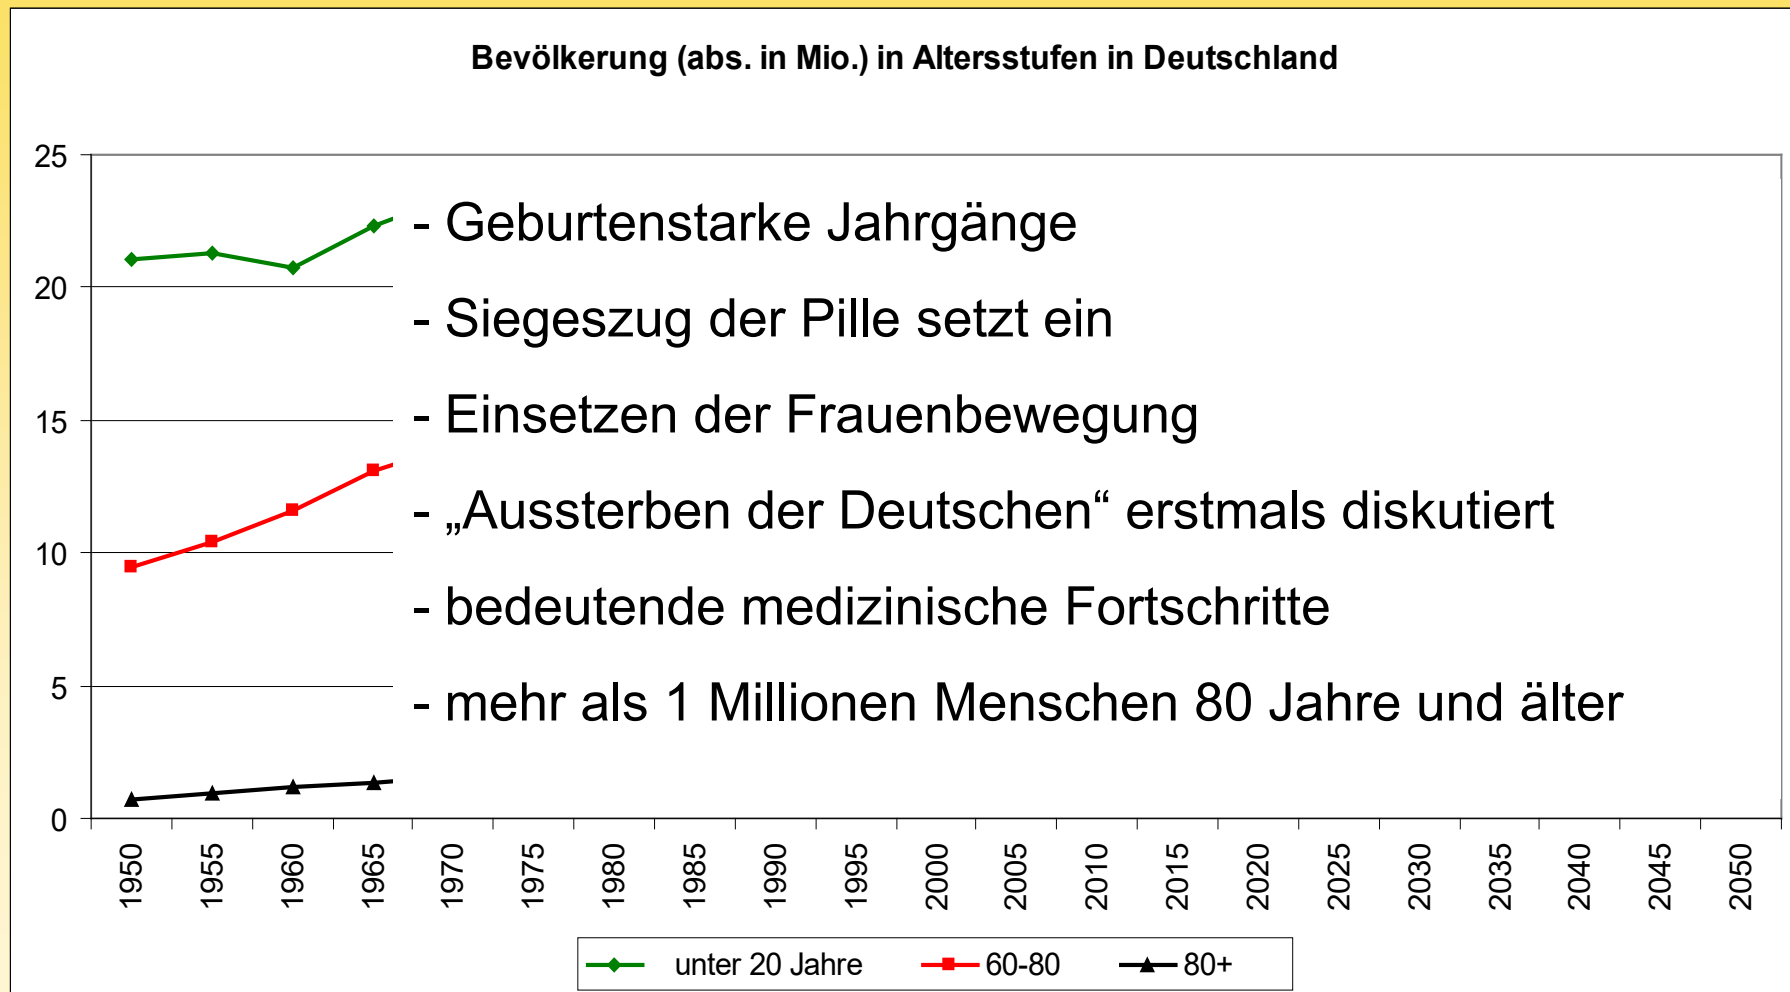 Bevölkerung (abs. in Mio.) in Altersstufen in Deutschland
25
20
15
10
5
0
- Geburtenstarke Jahrgänge
- Siegeszug der Pille setzt ein
- Einsetzen der Frauenbewegung
- „Aussterben der Deutschen“ erstmals diskutiert
- bedeutende medizinische Fortschritte
- mehr als 1 Millionen Menschen 80 Jahre und älter
1950 1955 1960 1965 1970 1975 1980 1985 1990 1995 2000 2005 2010 2015 2020 2025 2030 2035 2040 2045 2050
unter 20 Jahre 60-80 80+